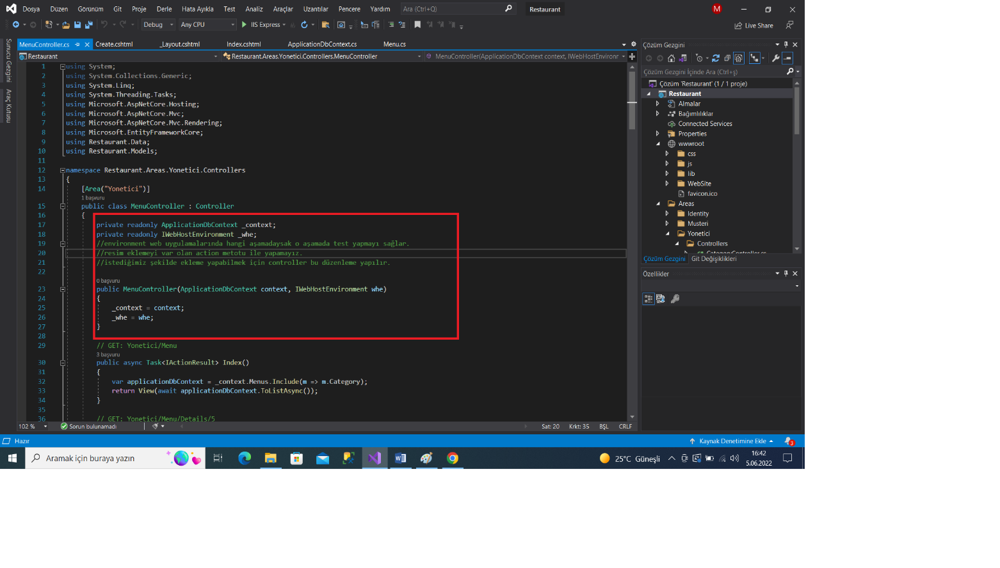 Dosya Düzen Görünüm Git Proje Derle Hata Ayıkla Test Analiz Araçlar Uzantılar Pencere Yardım Ara (Ctrl+Q) Restaurant M
Debug Any CPU IIS Express Live Share
Sunucu Gezgini
Araç Kutusu
MenuController.cs Create.cshtml _Layout.cshtml Index.cshtml ApplicationDbContext.cs Menu.cs
Restaurant Restaurant.Areas.Yonetici.Controllers.MenuController MenuController(ApplicationDbContext context, IWebHostEnvironr
1 using System;
2 using System.Collections.Generic;
3 using System.Linq;
4 using System.Threading.Tasks;
5 using Microsoft.AspNetCore.Hosting;
6 using Microsoft.AspNetCore.Mvc;
7 using Microsoft.AspNetCore.Mvc.Rendering;
8 using Microsoft.EntityFrameworkCore;
9 using Restaurant.Data;
10 using Restaurant.Models;
11
12 namespace Restaurant.Areas.Yonetici.Controllers
13 {
14 [Area("Yonetici")]
1 başvuru
15 public class MenuController : Controller
16 {
17 private readonly ApplicationDbContext _context;
18 private readonly IWebHostEnvironment _whe;
19 //environment web uygulamalarında hangi aşamadaysak o aşamada test yapmayı sağlar.
20 //resim eklemeyi var olan action metotu ile yapamayız.
21 //istediğimiz şekilde ekleme yapabilmek için controller bu düzenleme yapılır.
22
0 başvuru
23 public MenuController(ApplicationDbContext context, IWebHostEnvironment whe)
24 {
25 _context = context;
26 _whe = whe;
27 }
28
29 // GET: Yonetici/Menu
3 başvuru
30 public async Task<IActionResult> Index()
31 {
32 var applicationDbContext = _context.Menus.Include(m => m.Category);
33 return View(await applicationDbContext.ToListAsync());
34 }
35
36 // GET: Yonetici/Menu/Details/5
102 % Sorun bulunamadı Sat: 20 Krkt: 35 BŞL CRLF
Çözüm Gezgini
Çözüm Gezgini İçinde Ara (Ctrl+ş)
Çözüm 'Restaurant' (1 / 1 proje)
Restaurant
Almalar
Bağımlılıklar
Connected Services
Properties
wwwroot
css
js
lib
WebSite
favicon.ico
Areas
Identity
Musteri
Yonetici
Controllers
CategoryController.cs
Çözüm Gezgini Git Değişiklikleri
Özellikler
Hazır Kaynak Denetimine Ekle 3
Aramak için buraya yazın 25°C Güneşli 16:42
5.06.2022